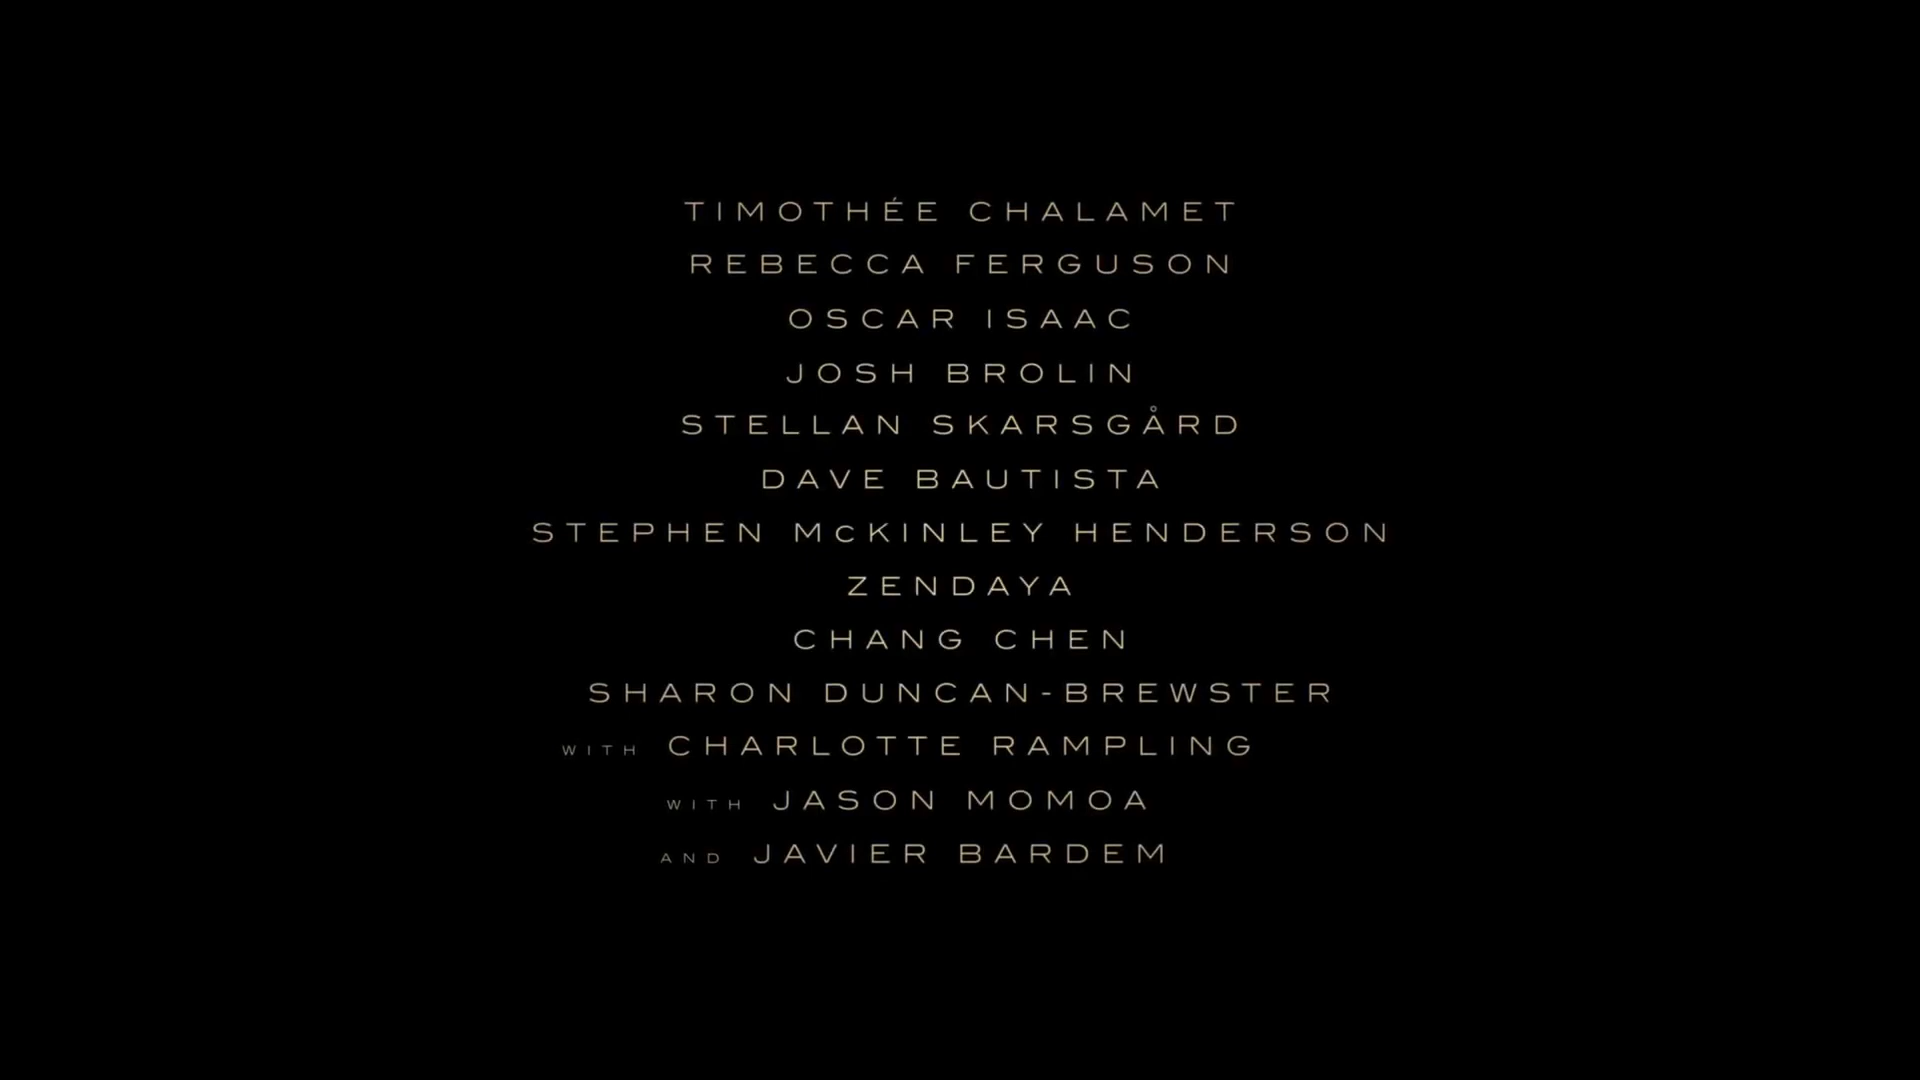 TIMOTHÉE CHALAMET
REBECCA FERGUSON
OSCAR ISAAC
JOSH BROLIN
STELLAN SKARSGÅRD
DAVE BAUTISTA
STEPHEN McKINLEY HENDERSON
ZENDAYA
CHANG CHEN
SHARON DUNCAN-BREWSTER
WITH CHARLOTTE RAMPLING
WITH JASON MOMOA
AND JAVIER BARDEM